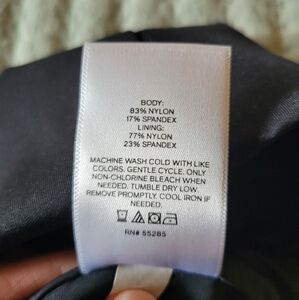 BODY:
83% NYLON
17% SPANDEX
LINING:
77% NYLON
23% SPANDEX
MACHINE WASH COLD WITH LIKE
COLORS. GENTLE CYCLE. ONLY
NON-CHLORINE BLEACH WHEN
NEEDED. TUMBLE DRY LOW.
REMOVE PROMPTLY. COOL IRON IF
NEEDED.
RN# 55285